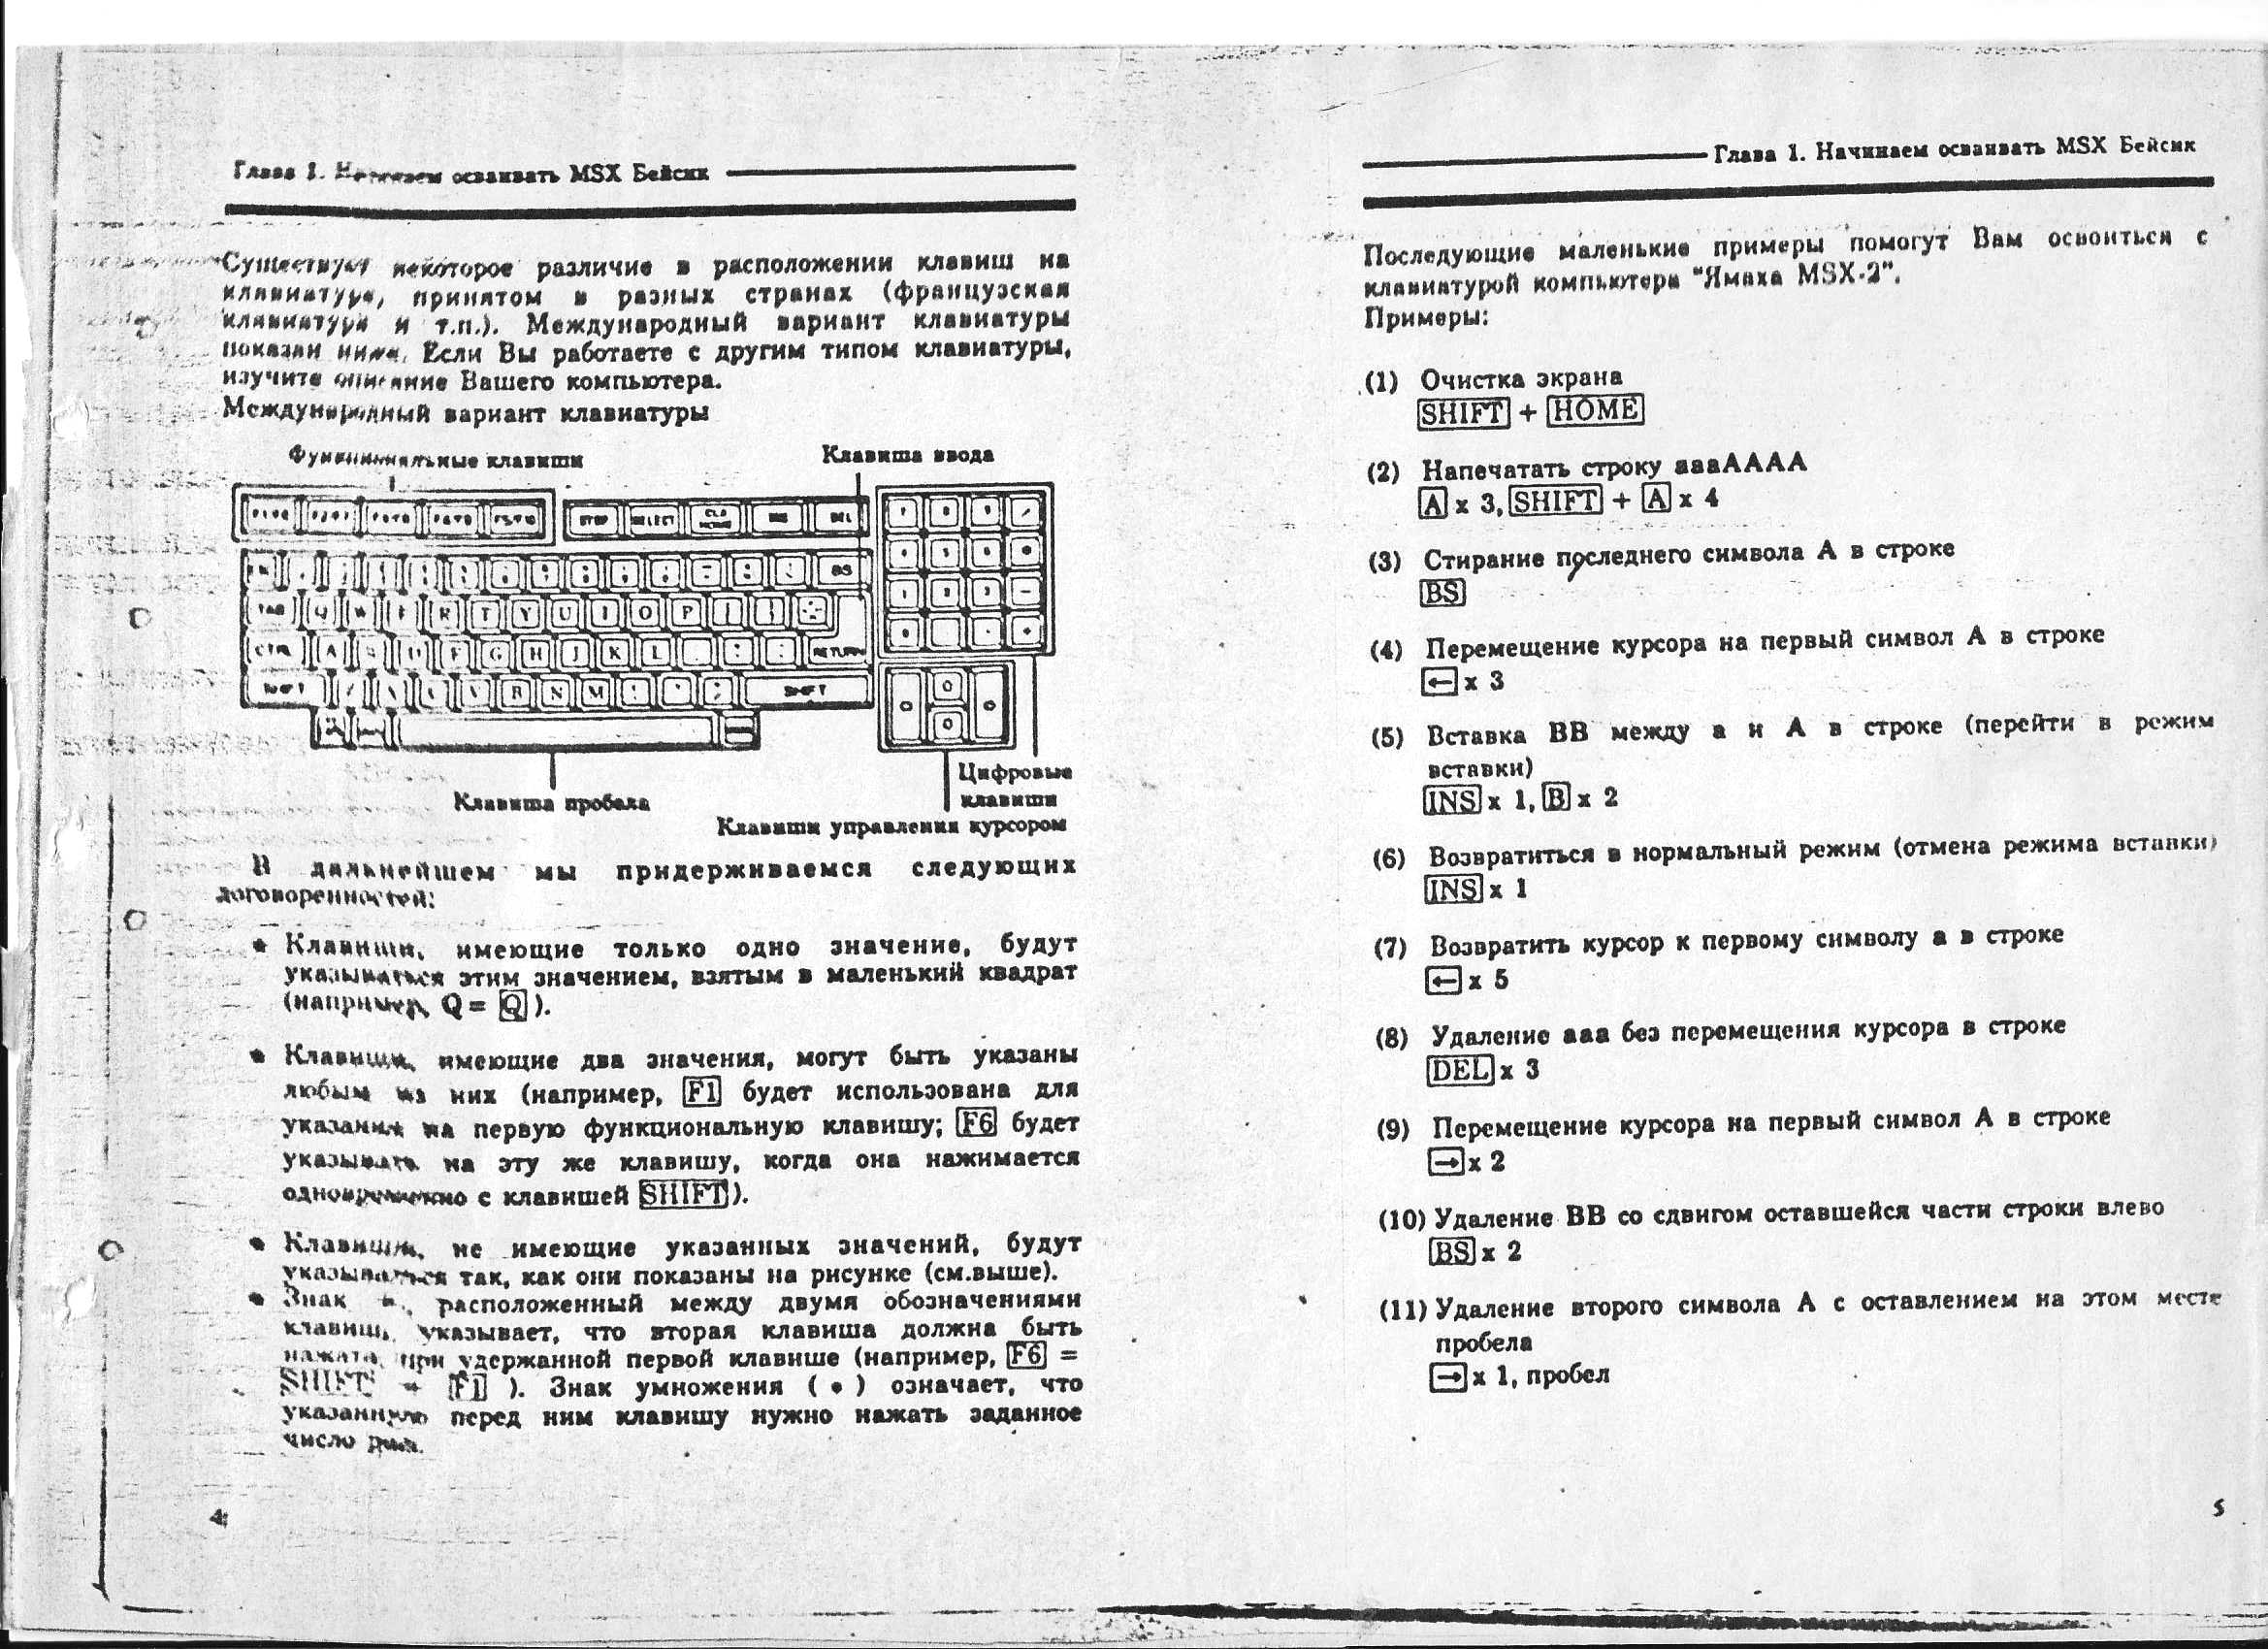 Глава 1. Начинаем осваивать MSX Бейсик
Существует некоторое различие в расположении клавиш на
клавиатуре, принятом в разных странах (французская
клавиатура и т.п.). Международный вариант клавиатуры
показан ниже. Если Вы работаете с другим типом клавиатуры,
изучите описание Вашего компьютера.
Международный вариант клавиатуры
Функциональные клавиши
Клавиша ввода
STOP SELECT CLS HOME INS DEL
BS
TAB Q W R T Y U I O P [ ]
CTRL A S D F G H J K L RETURN
SHIFT V B N M SHIFT
Цифровые
клавиши
Клавиша пробела
Клавиши управления курсором
В дальнейшем мы придерживаемся следующих
договоренностей:
* Клавиши, имеющие только одно значение, будут
указываться этим значением, взятым в маленький квадрат
(например, Q = Q ).
* Клавиши, имеющие два значения, могут быть указаны
любым из них (например, F1 будет использована для
указания на первую функциональную клавишу; F6 будет
указывать на эту же клавишу, когда она нажимается
одновременно с клавишей SHIFT).
* Клавиши, не имеющие указанных значений, будут
указываться так, как они показаны на рисунке (см.выше).
* Знак +, расположенный между двумя обозначениями
клавиш, указывает, что вторая клавиша должна быть
нажата при удержанной первой клавише (например, F6 =
SHIFT + F1 ). Знак умножения ( • ) означает, что
указанную перед ним клавишу нужно нажать заданное
число раз.
4
Глава 1. Начинаем осваивать MSX Бейсик
Последующие маленькие примеры помогут Вам освоиться с
клавиатурой компьютера "Ямаха MSX-2".
Примеры:
(1) Очистка экрана
SHIFT + HOME
(2) Напечатать строку aaaAAAA
A x 3, SHIFT + A x 4
(3) Стирание последнего символа A в строке
BS
(4) Перемещение курсора на первый символ A в строке
← x 3
(5) Вставка BB между a и A в строке (перейти в режим
вставки)
INS x 1, B x 2
(6) Возвратиться в нормальный режим (отмена режима вставки)
INS x 1
(7) Возвратить курсор к первому символу a в строке
← x 5
(8) Удаление aaa без перемещения курсора в строке
DEL x 3
(9) Перемещение курсора на первый символ A в строке
→ x 2
(10) Удаление BB со сдвигом оставшейся части строки влево
BS x 2
(11) Удаление второго символа A с оставлением на этом месте
пробела
→ x 1, пробел
5